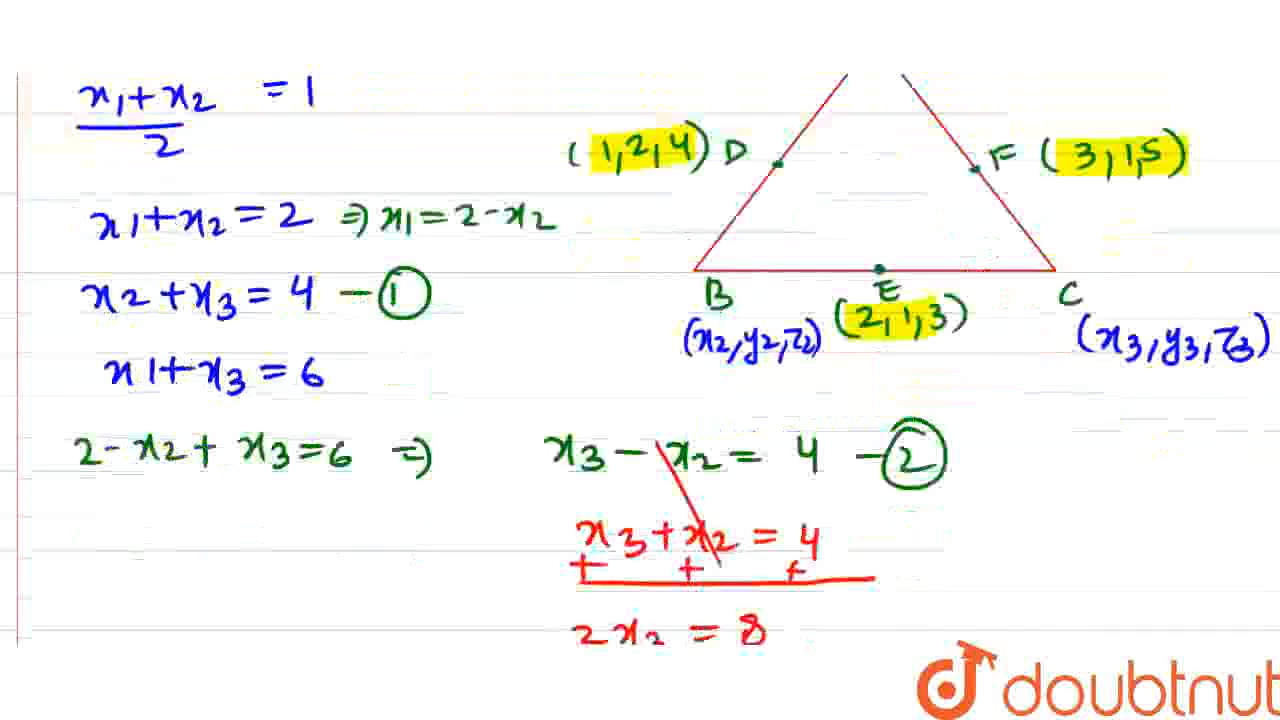 x1+x2 = 1
2
x1+x2 = 2 ⇒ x1 = 2-x2
x2+x3 = 4 - 1
x1+x3 = 6
2-x2+x3 = 6 ⇒
(1,2,4) D
F (3,1,5)
B
E
C
(x2,y2,z2)
(2,1,3)
(x3,y3,z3)
x3 - x2 = 4 - 2
x3+x2 = 4
+ + +
= 8
doubtnut